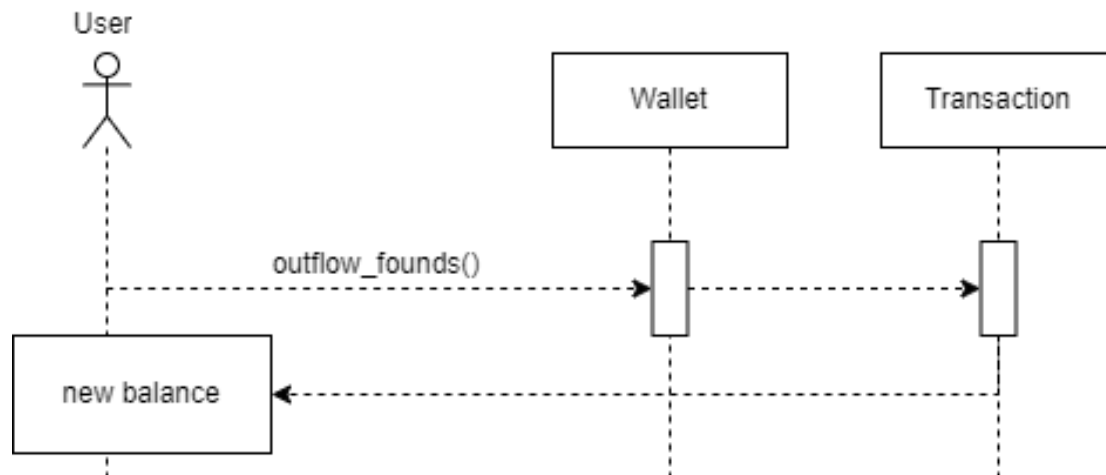 User
Wallet
Transaction
outflow_founds()
new balance